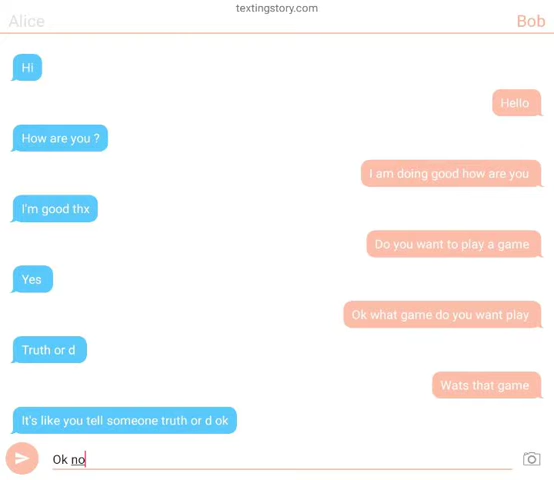 textingstory.com
Alice
Bob
Hi
Hello
How are you ?
I am doing good how are you
I'm good thx
Do you want to play a game
Yes
Ok what game do you want play
Truth or d
Wats that game
It's like you tell someone truth or d ok
Ok no